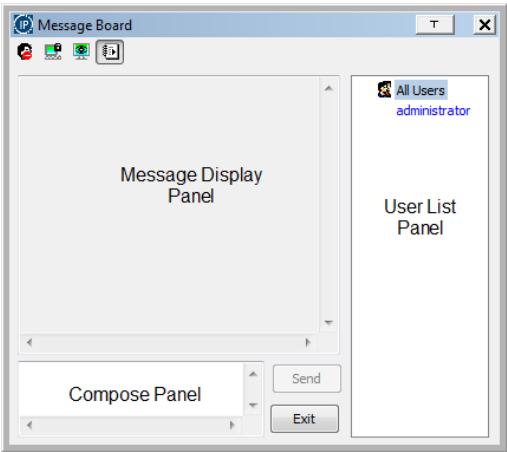 IP Message Board T X
All Users
administrator
Message Display
Panel
User List
Panel
Compose Panel
Send
Exit